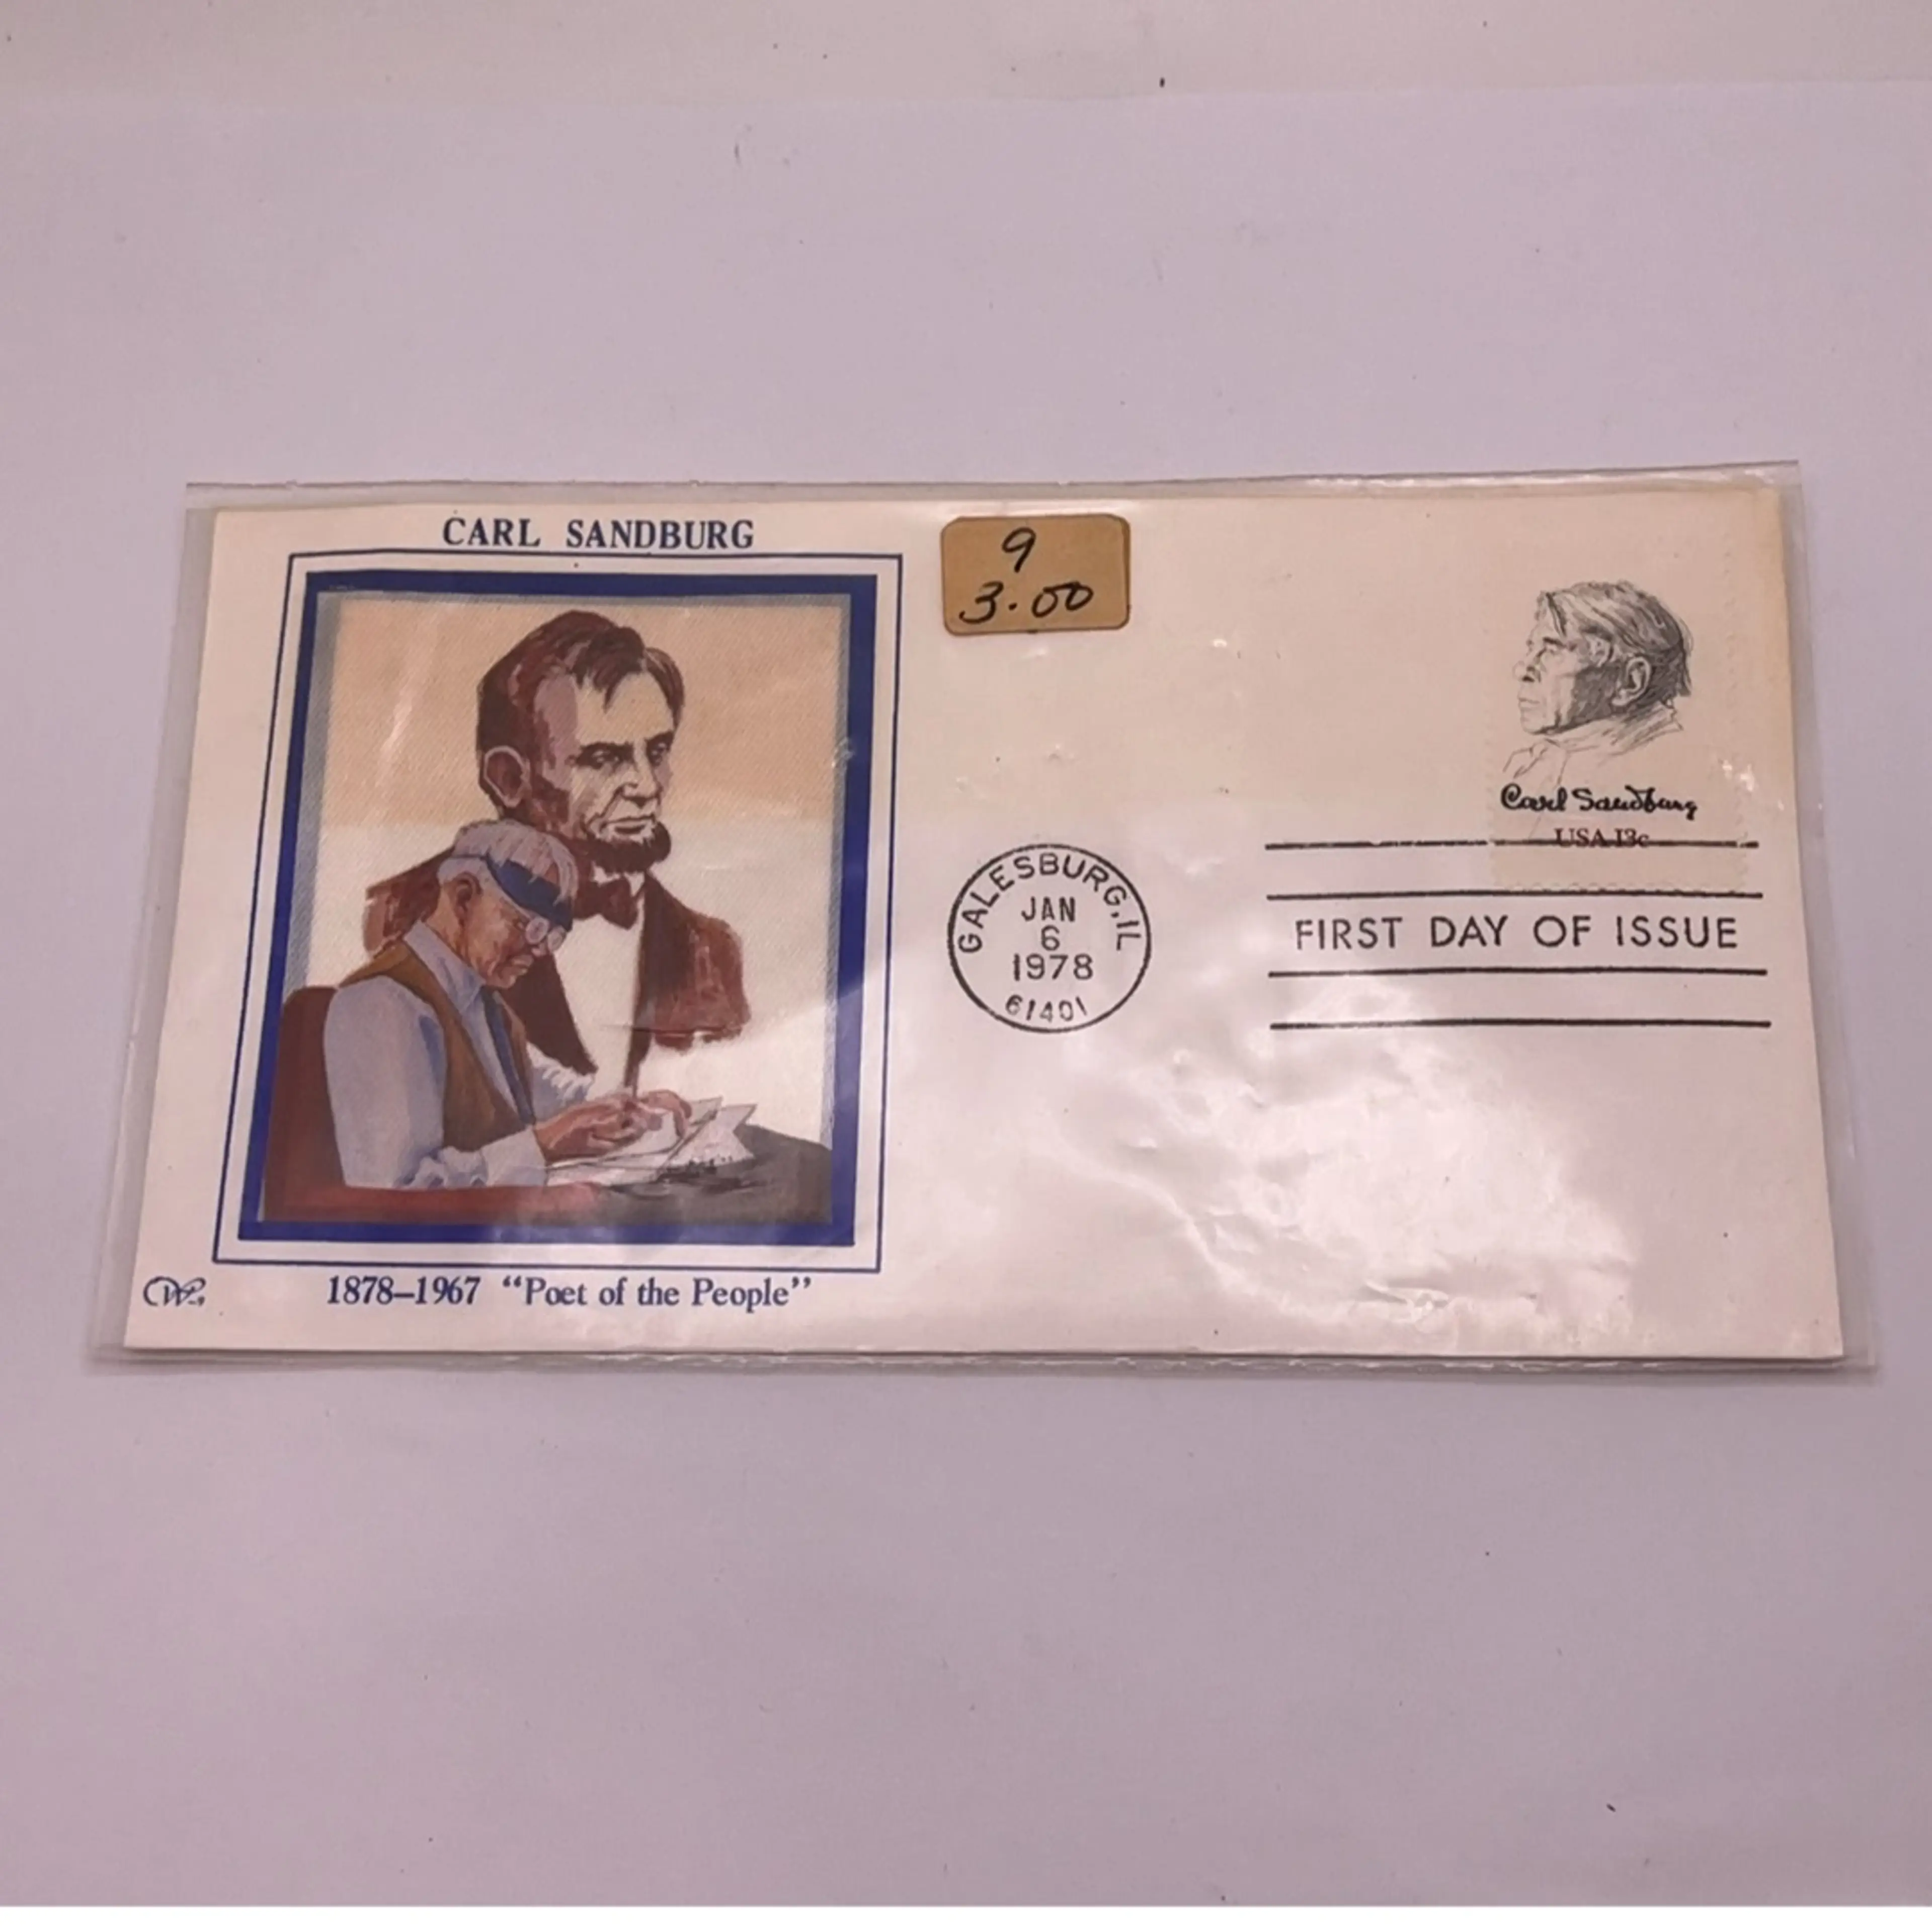 CARL SANDBURG
9
3.00
Carl Sandburg
USA 13c
GALESBURG, IL
JAN
6
1978
61401
FIRST DAY OF ISSUE
1878–1967 “Poet of the People”